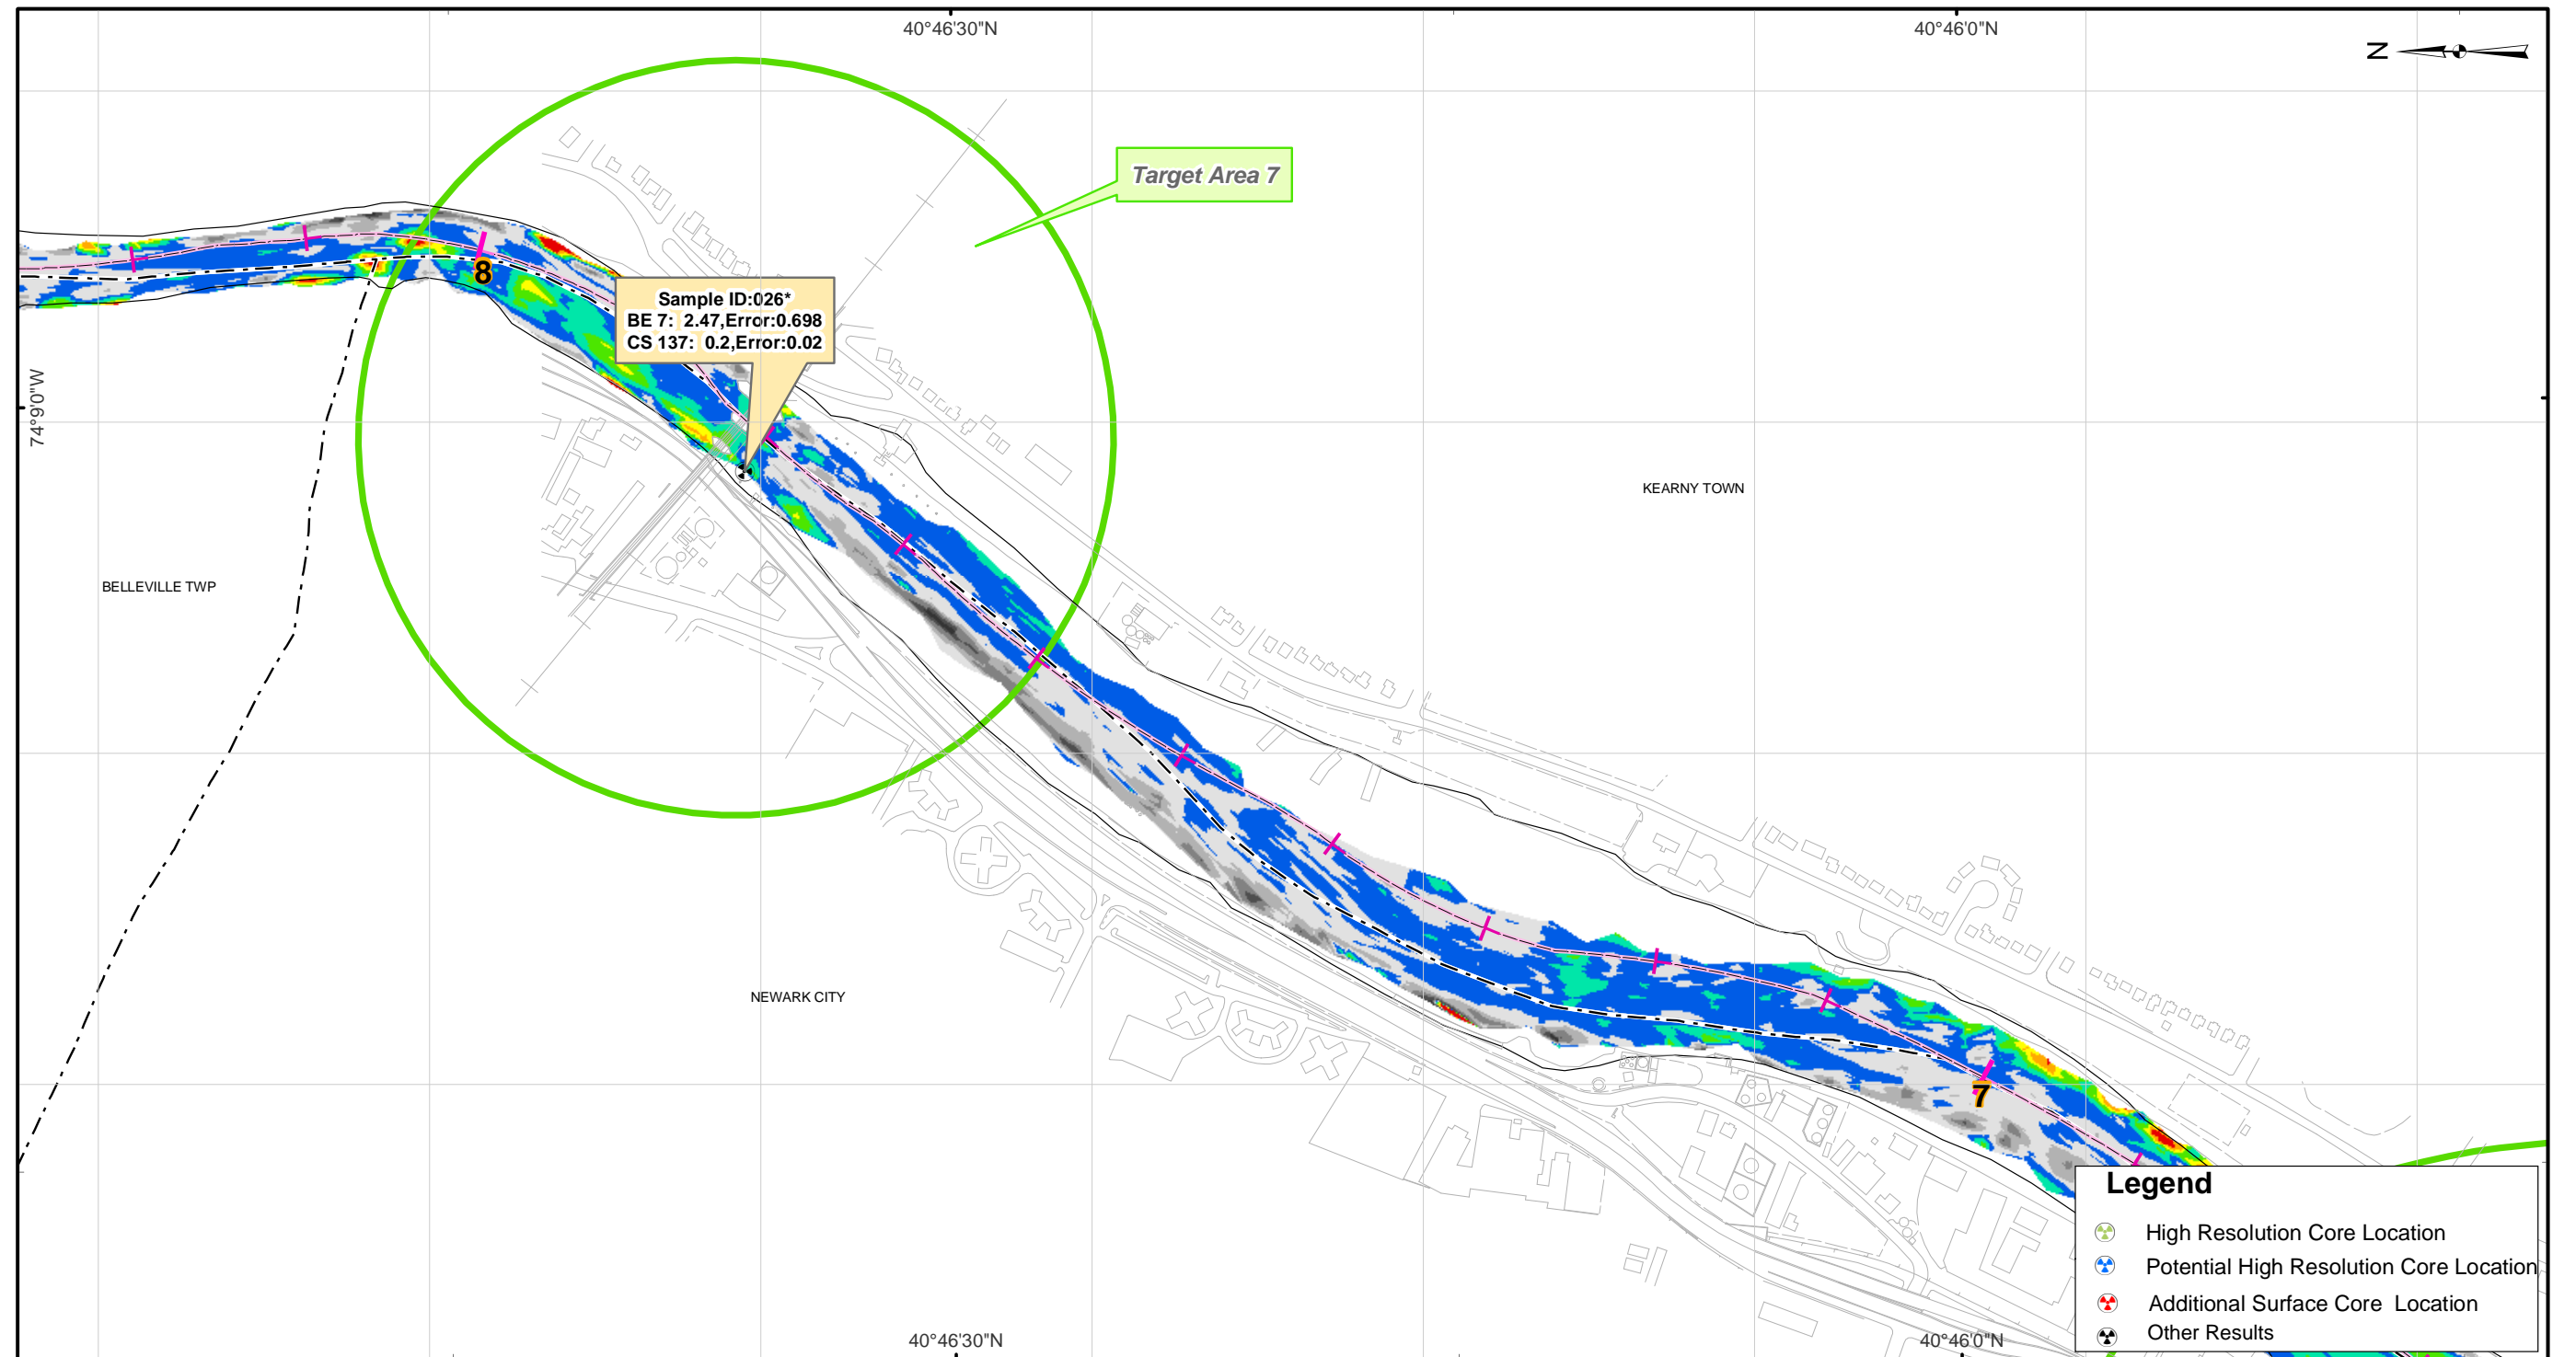 40°46'30"N
40°46'0"N
N
Target Area 7
7
8
Sample ID:026*
BE 7: 2.47,Error:0.698
CS 137: 0.2,Error:0.02
74°9'0"W
KEARNY TOWN
BELLEVILLE TWP
NEWARK CITY
7
Legend
High Resolution Core Location
Potential High Resolution Core Location
Additional Surface Core Location
Other Results
40°46'30"N
40°46'0"N